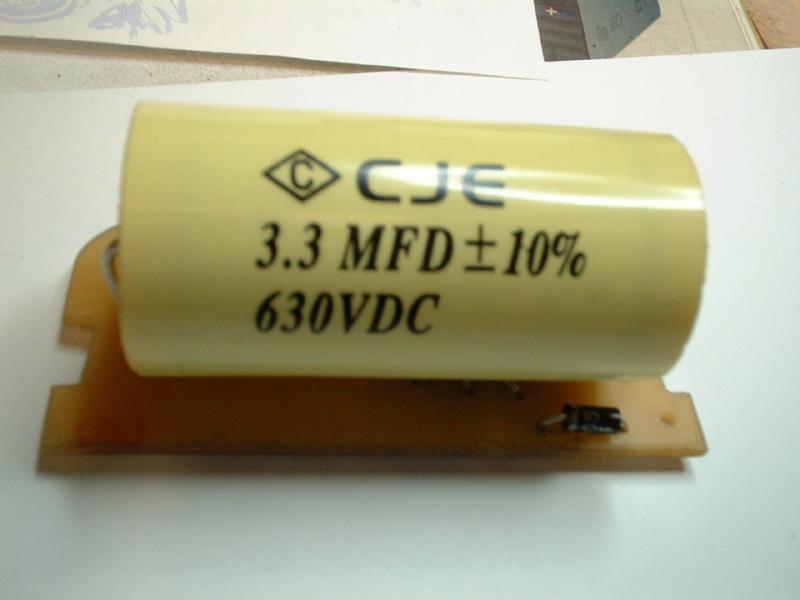 C CJE
3.3 MFD ±10%
630VDC